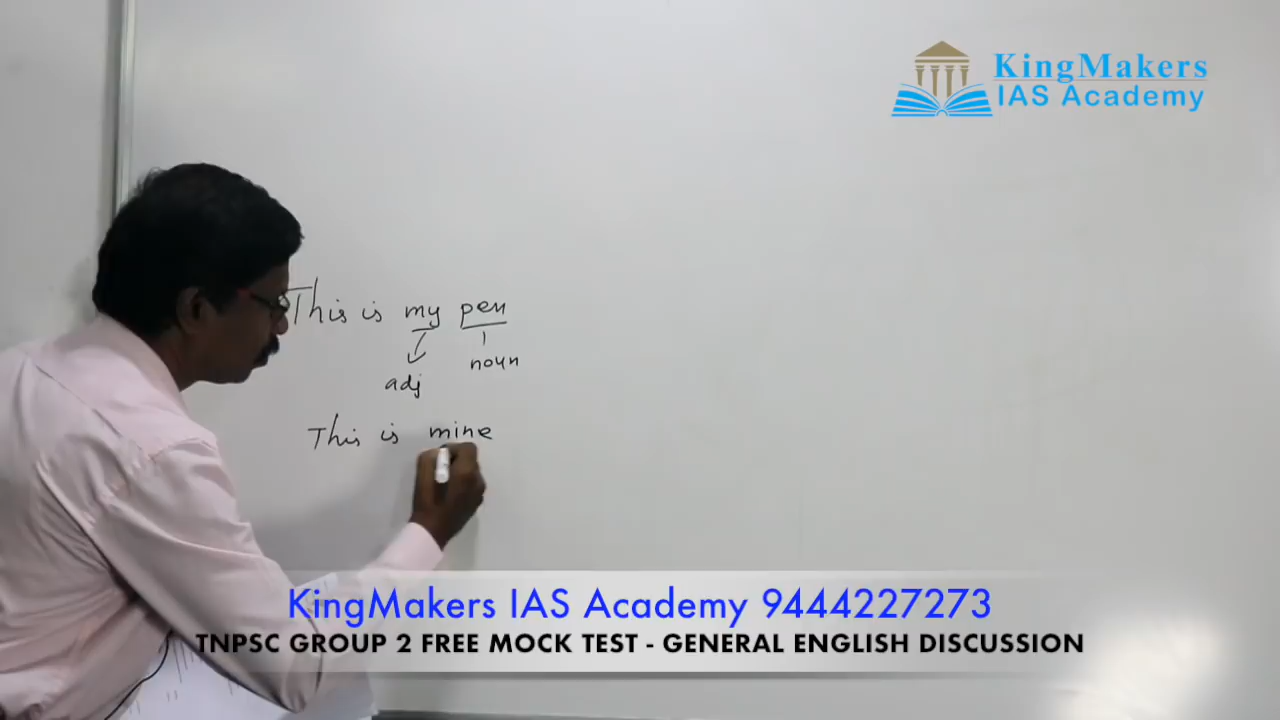 KingMakers
IAS Academy
This is my pen
noun
adj
This is mine
KingMakers IAS Academy 9444227273
TNPSC GROUP 2 FREE MOCK TEST - GENERAL ENGLISH DISCUSSION